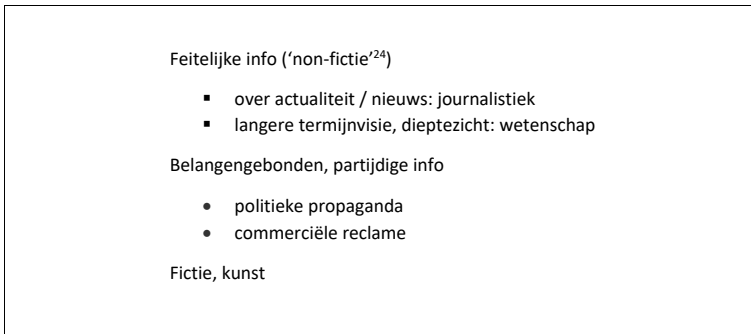 Feitelijke info (‘non-fictie’²⁴)
▪ over actualiteit / nieuws: journalistiek
▪ langere termijnvisie, dieptezicht: wetenschap
Belangengebonden, partijdige info
• politieke propaganda
• commerciële reclame
Fictie, kunst